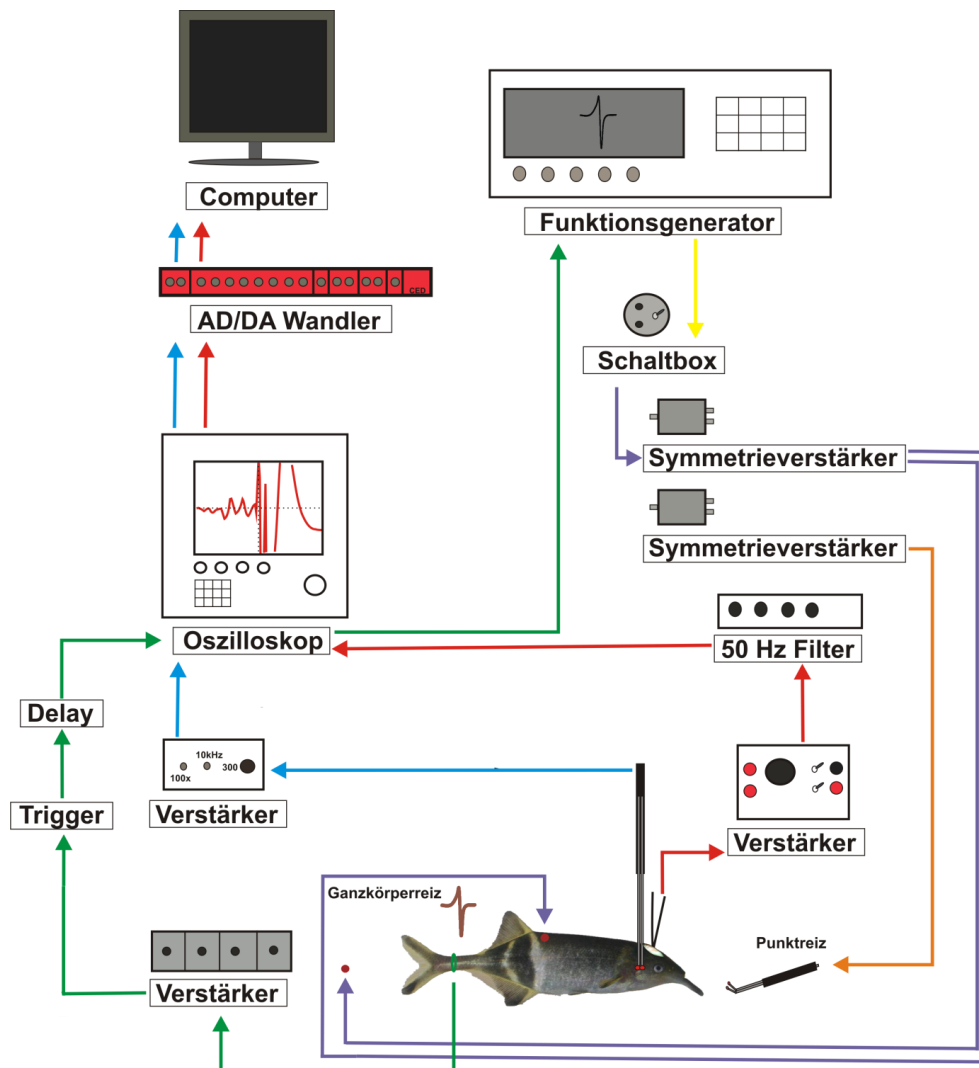 Computer
Funktionsgenerator
CED
AD/DA Wandler
Schaltbox
Symmetrieverstärker
Symmetrieverstärker
Oszilloskop
50 Hz Filter
Delay
10kHz
300
100x
Trigger
Verstärker
Verstärker
Ganzkörperreiz
Punktreiz
Verstärker